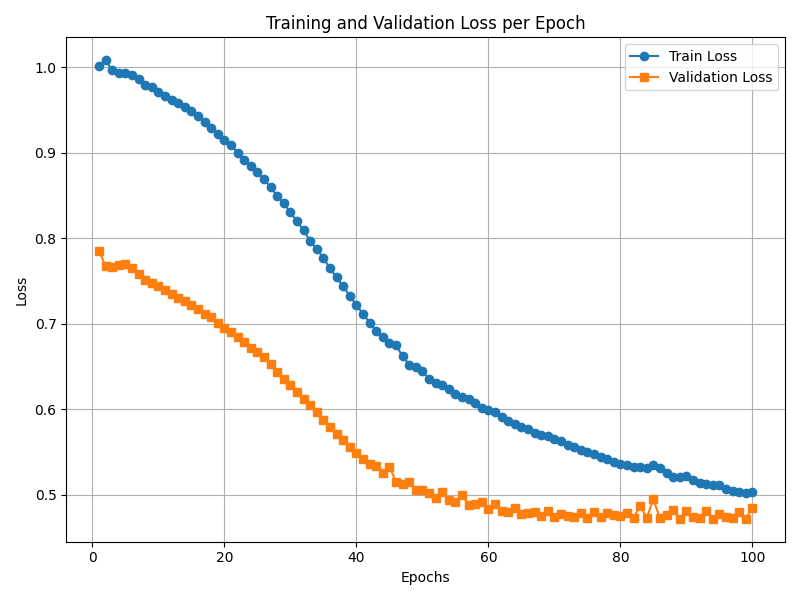 Training and Validation Loss per Epoch
Train Loss
Validation Loss
1.0
0.9
0.8
0.7
0.6
0.5
Loss
0 20 40 60 80 100
Epochs